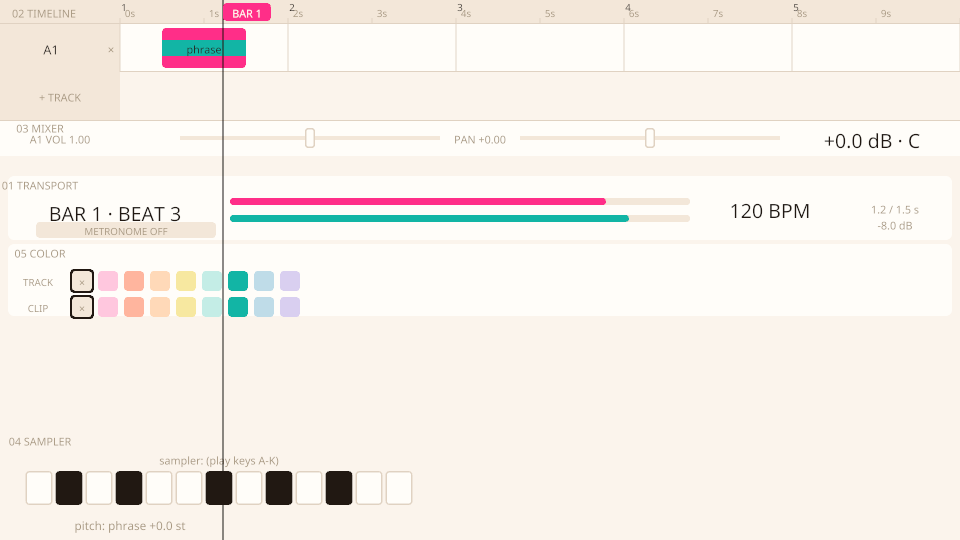 02 TIMELINE
1 2 3 4 5
0s 1s BAR 1 2s 3s 4s 5s 6s 7s 8s 9s
A1 × phrase
+ TRACK
03 MIXER
A1 VOL 1.00 PAN +0.00 +0.0 dB · C
01 TRANSPORT
BAR 1 · BEAT 3 120 BPM 1.2 / 1.5 s
METRONOME OFF -8.0 dB
05 COLOR
TRACK ×
CLIP ×
04 SAMPLER
sampler: (play keys A-K)
pitch: phrase +0.0 st